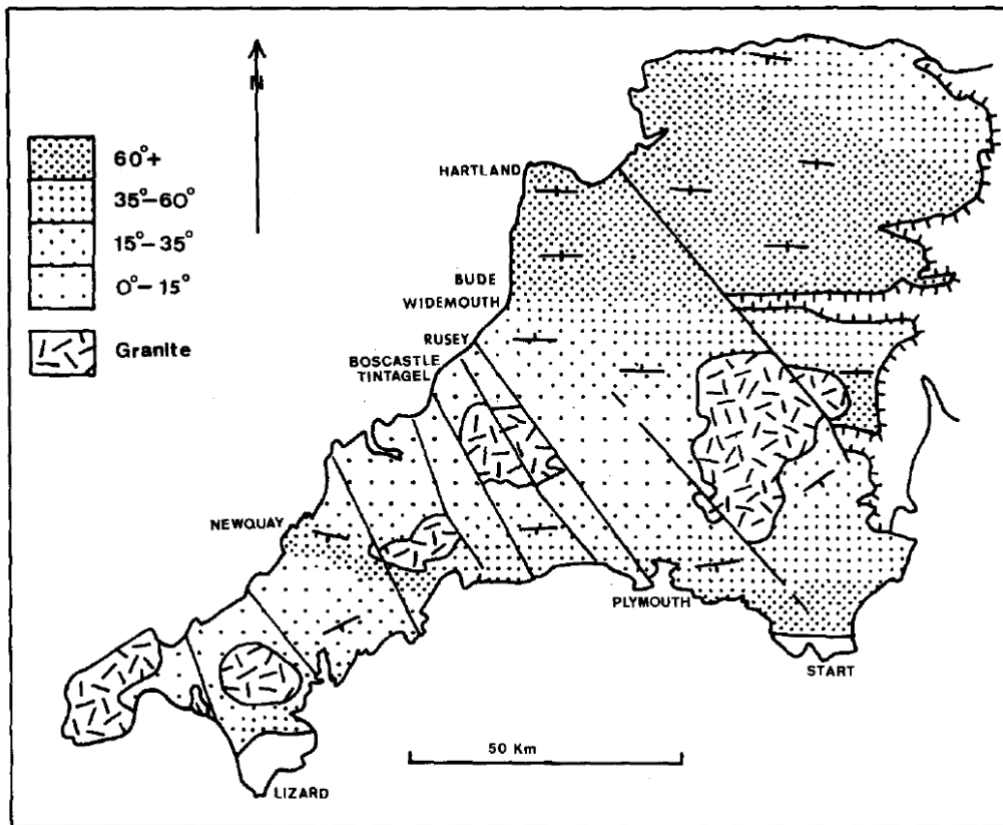 N
60°+
35°–60°
15°–35°
0°–15°
Granite
HARTLAND
BUDE
WIDEMOUTH
RUSEY
BOSCASTLE
TINTAGEL
NEWQUAY
PLYMOUTH
START
50 Km
LIZARD